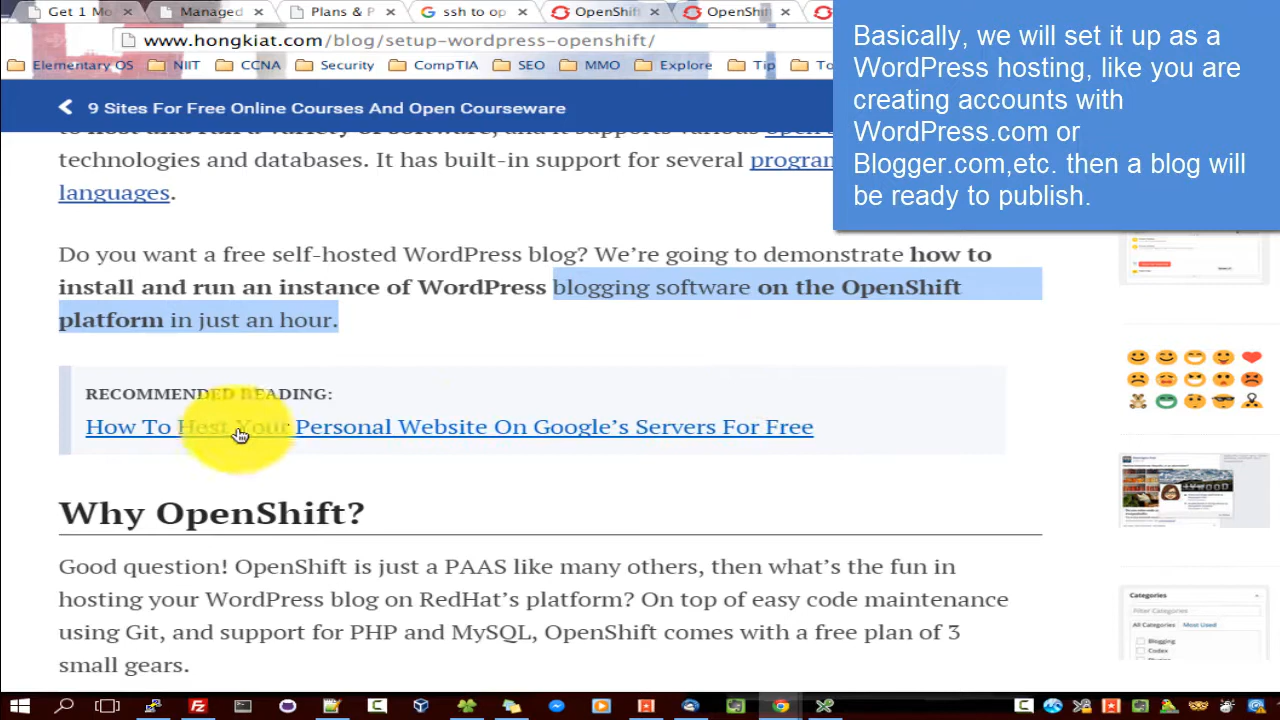 Get 1 Mo
Managed
Plans & P
ssh to op
OpenShift
OpenShift
www.hongkiat.com/blog/setup-wordpress-openshift/
Elementary OS
NIIT
CCNA
Security
CompTIA
SEO
MMO
Explore
Tip
Basically, we will set it up as a
WordPress hosting, like you are
creating accounts with
WordPress.com or
Blogger.com,etc. then a blog will
be ready to publish.
9 Sites For Free Online Courses And Open Courseware
to host and run a variety of software, and it supports various open
technologies and databases. It has built-in support for several
languages.
Do you want a free self-hosted WordPress blog? We’re going to demonstrate how to
install and run an instance of WordPress blogging software on the OpenShift
platform in just an hour.
RECOMMENDED READING:
How To Host Your Personal Website On Google’s Servers For Free
Why OpenShift?
Good question! OpenShift is just a PAAS like many others, then what’s the fun in
hosting your WordPress blog on RedHat’s platform? On top of easy code maintenance
using Git, and support for PHP and MySQL, OpenShift comes with a free plan of 3
small gears.
Categories
Filter Categories
All Categories Most Used
Blogging
Codex